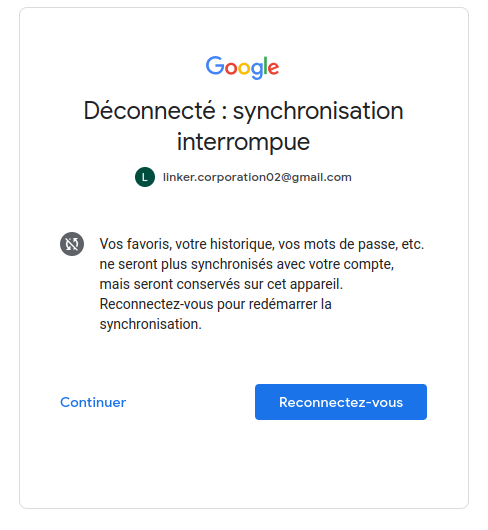 Google
Déconnecté : synchronisation
interrompue
L linker.corporation02@gmail.com
Vos favoris, votre historique, vos mots de passe, etc.
ne seront plus synchronisés avec votre compte,
mais seront conservés sur cet appareil.
Reconnectez-vous pour redémarrer la
synchronisation.
Continuer
Reconnectez-vous